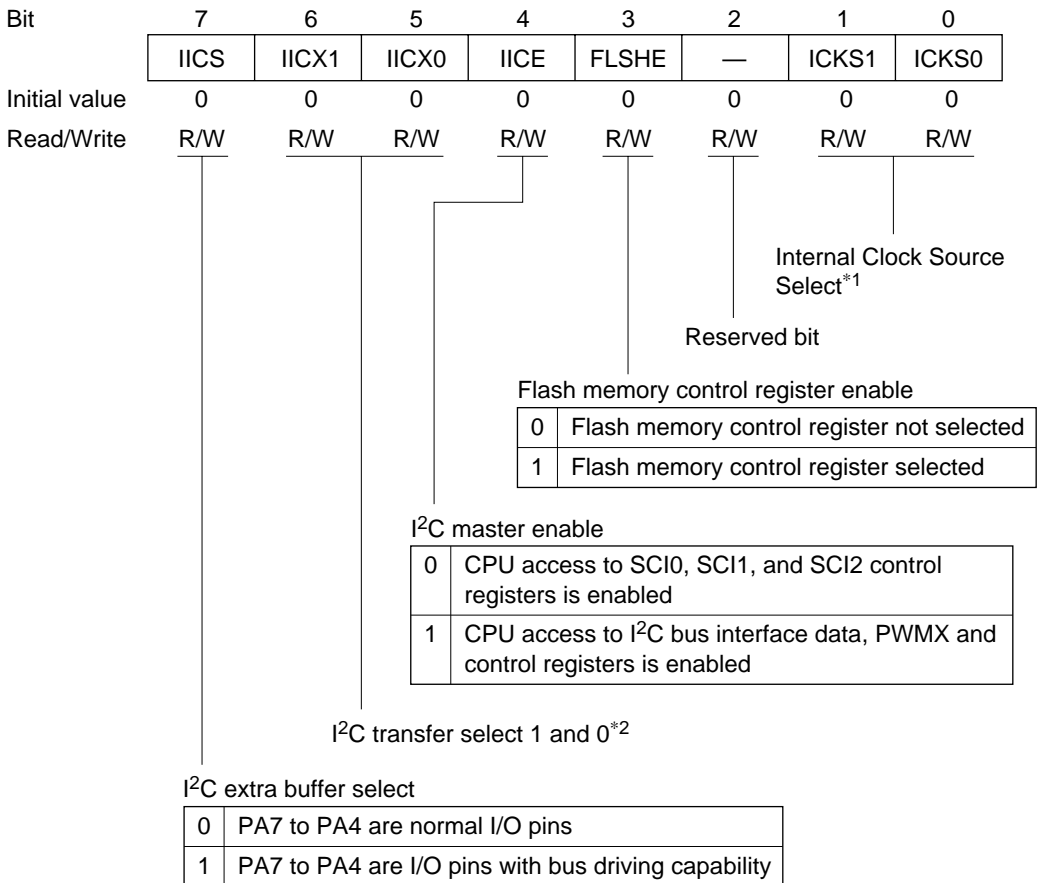 Bit 7 6 5 4 3 2 1 0
IICS IICX1 IICX0 IICE FLSHE — ICKS1 ICKS0
Initial value 0 0 0 0 0 0 0 0
Read/Write R/W R/W R/W R/W R/W R/W R/W R/W
Internal Clock Source
Select*1
Reserved bit
Flash memory control register enable
0 Flash memory control register not selected
1 Flash memory control register selected
I2C master enable
0 CPU access to SCI0, SCI1, and SCI2 control
registers is enabled
1 CPU access to I2C bus interface data, PWMX and
control registers is enabled
I2C transfer select 1 and 0*2
I2C extra buffer select
0 PA7 to PA4 are normal I/O pins
1 PA7 to PA4 are I/O pins with bus driving capability